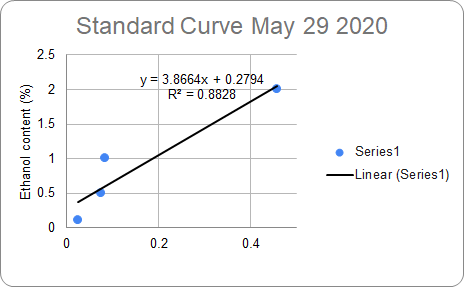 Standard Curve May 29 2020
Ethanol content (%)
2.5
2
1.5
1
0.5
0
y = 3.8664x + 0.2794
R² = 0.8828
0
0.2
0.4
Series1
Linear (Series1)